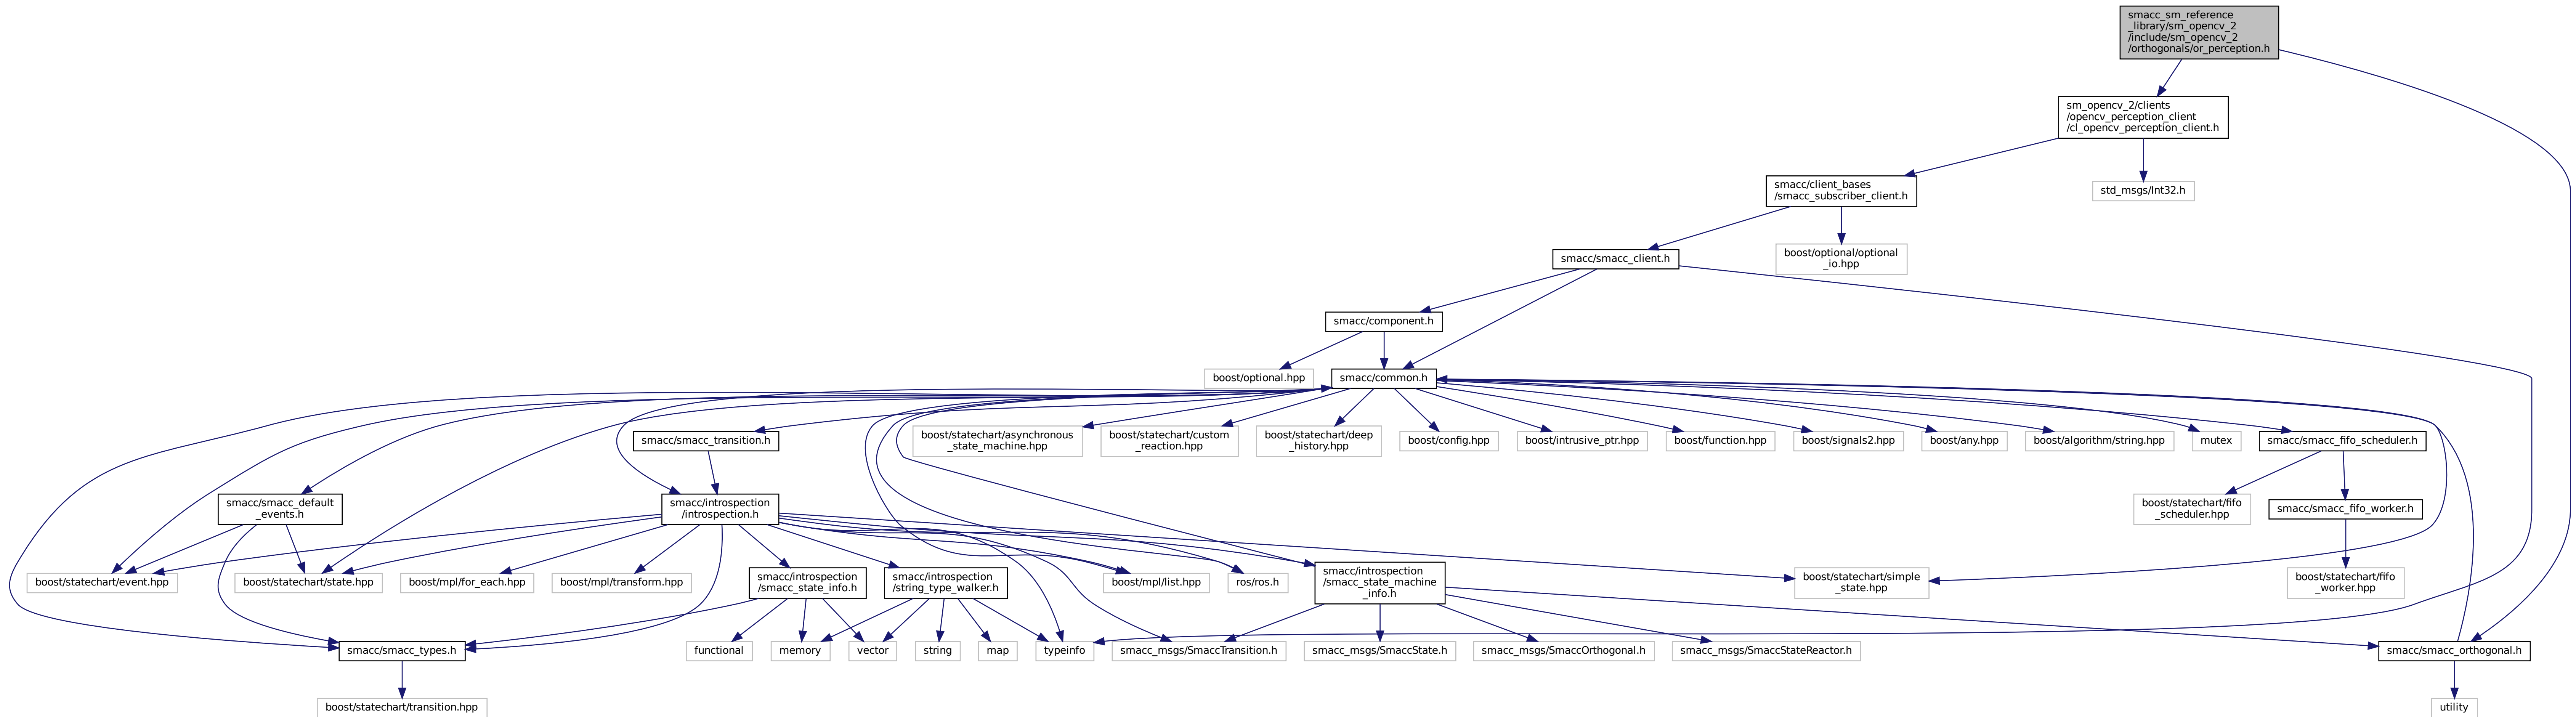 smacc_sm_reference
_library/sm_opencv_2
/include/sm_opencv_2
/orthogonals/or_perception.h
sm_opencv_2/clients
/opencv_perception_client
/cl_opencv_perception_client.h
smacc/client_bases
/smacc_subscriber_client.h
std_msgs/Int32.h
smacc/smacc_client.h
boost/optional/optional
_io.hpp
smacc/component.h
boost/optional.hpp
smacc/common.h
smacc/smacc_transition.h
boost/statechart/asynchronous
_state_machine.hpp
boost/statechart/custom
_reaction.hpp
boost/statechart/deep
_history.hpp
boost/config.hpp
boost/intrusive_ptr.hpp
boost/function.hpp
boost/signals2.hpp
boost/any.hpp
boost/algorithm/string.hpp
mutex
smacc/smacc_fifo_scheduler.h
smacc/smacc_default
_events.h
smacc/introspection
/introspection.h
boost/statechart/fifo
_scheduler.hpp
smacc/smacc_fifo_worker.h
boost/statechart/event.hpp
boost/statechart/state.hpp
boost/mpl/for_each.hpp
boost/mpl/transform.hpp
smacc/introspection
/smacc_state_info.h
smacc/introspection
/string_type_walker.h
boost/mpl/list.hpp
ros/ros.h
smacc/introspection
/smacc_state_machine
_info.h
boost/statechart/simple
_state.hpp
boost/statechart/fifo
_worker.hpp
smacc/smacc_types.h
functional
memory
vector
string
map
typeinfo
smacc_msgs/SmaccTransition.h
smacc_msgs/SmaccState.h
smacc_msgs/SmaccOrthogonal.h
smacc_msgs/SmaccStateReactor.h
smacc/smacc_orthogonal.h
boost/statechart/transition.hpp
utility